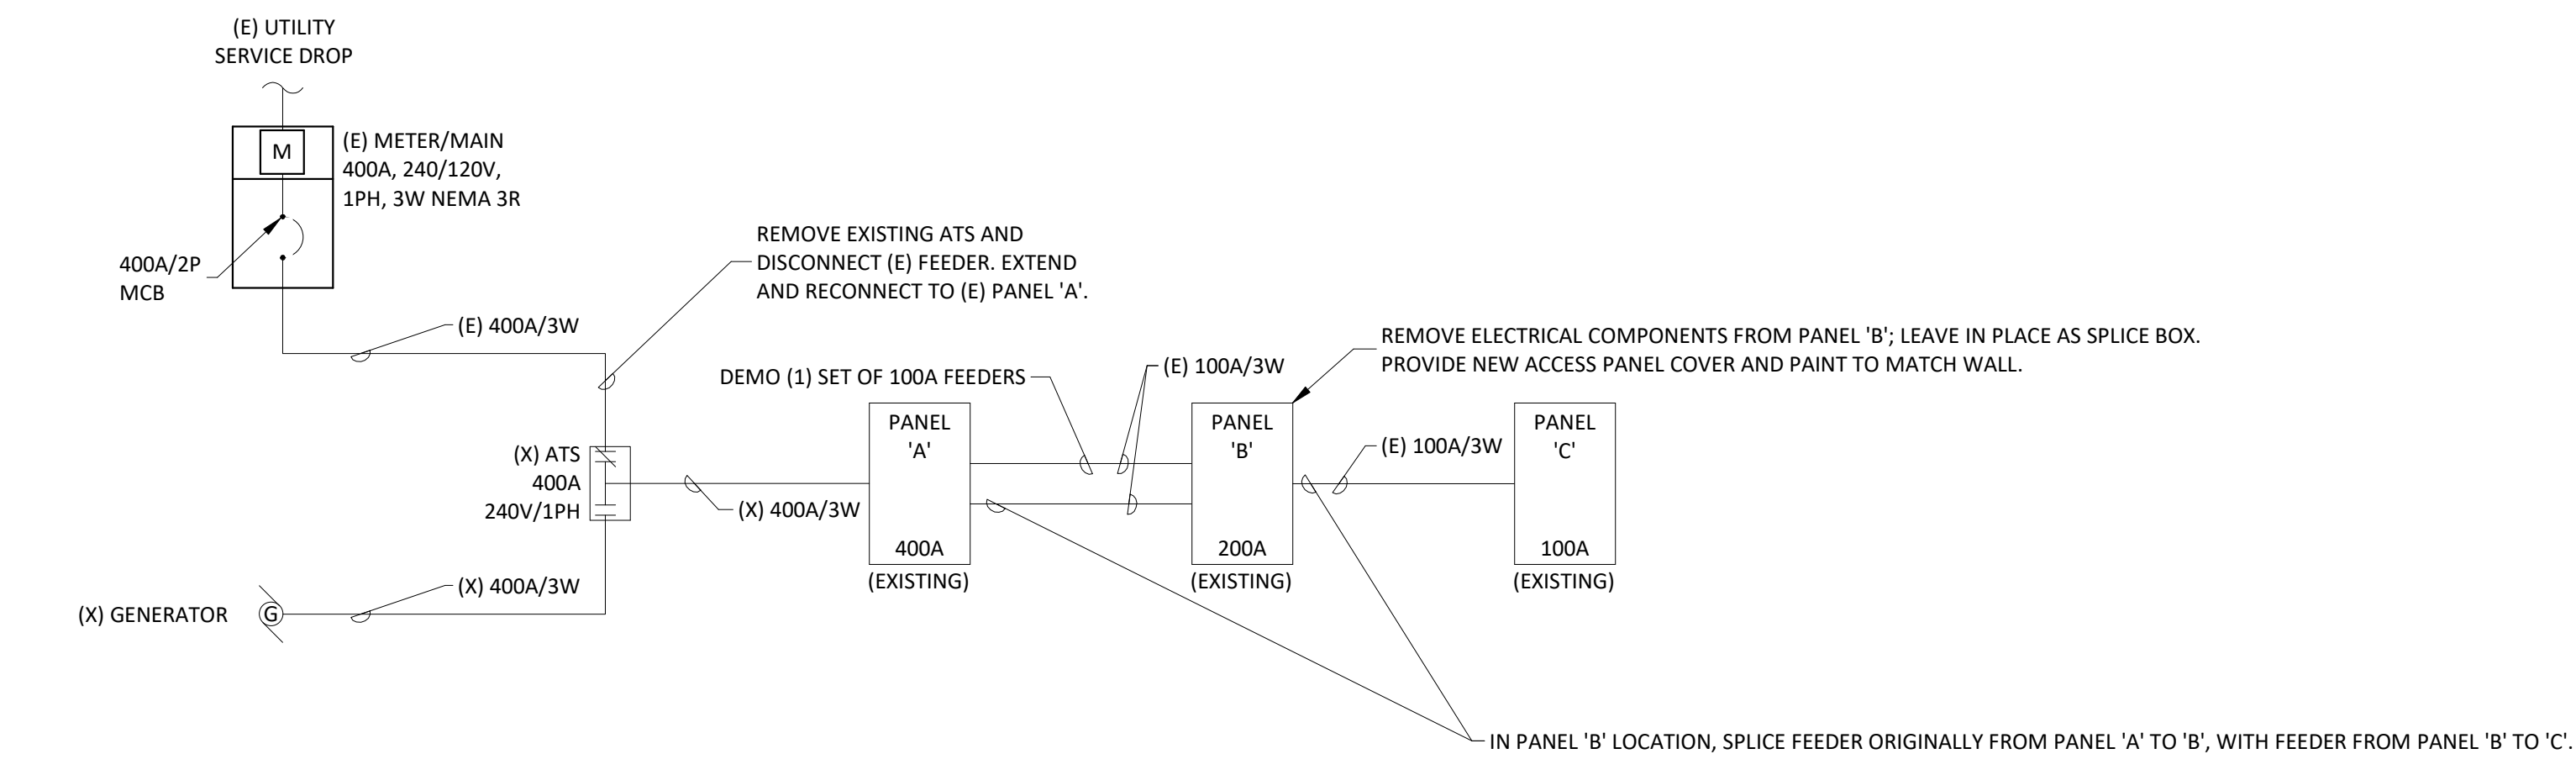 (E) UTILITY
SERVICE DROP
M
(E) METER/MAIN
400A, 240/120V,
1PH, 3W NEMA 3R
400A/2P
MCB
REMOVE EXISTING ATS AND
DISCONNECT (E) FEEDER. EXTEND
AND RECONNECT TO (E) PANEL 'A'.
(E) 400A/3W
REMOVE ELECTRICAL COMPONENTS FROM PANEL 'B'; LEAVE IN PLACE AS SPLICE BOX.
PROVIDE NEW ACCESS PANEL COVER AND PAINT TO MATCH WALL.
DEMO (1) SET OF 100A FEEDERS
(E) 100A/3W
(X) ATS
400A
240V/1PH
(X) 400A/3W
PANEL
'A'
400A
(EXISTING)
PANEL
'B'
200A
(EXISTING)
(E) 100A/3W
PANEL
'C'
100A
(EXISTING)
(X) 400A/3W
(X) GENERATOR
G
IN PANEL 'B' LOCATION, SPLICE FEEDER ORIGINALLY FROM PANEL 'A' TO 'B', WITH FEEDER FROM PANEL 'B' TO 'C'.